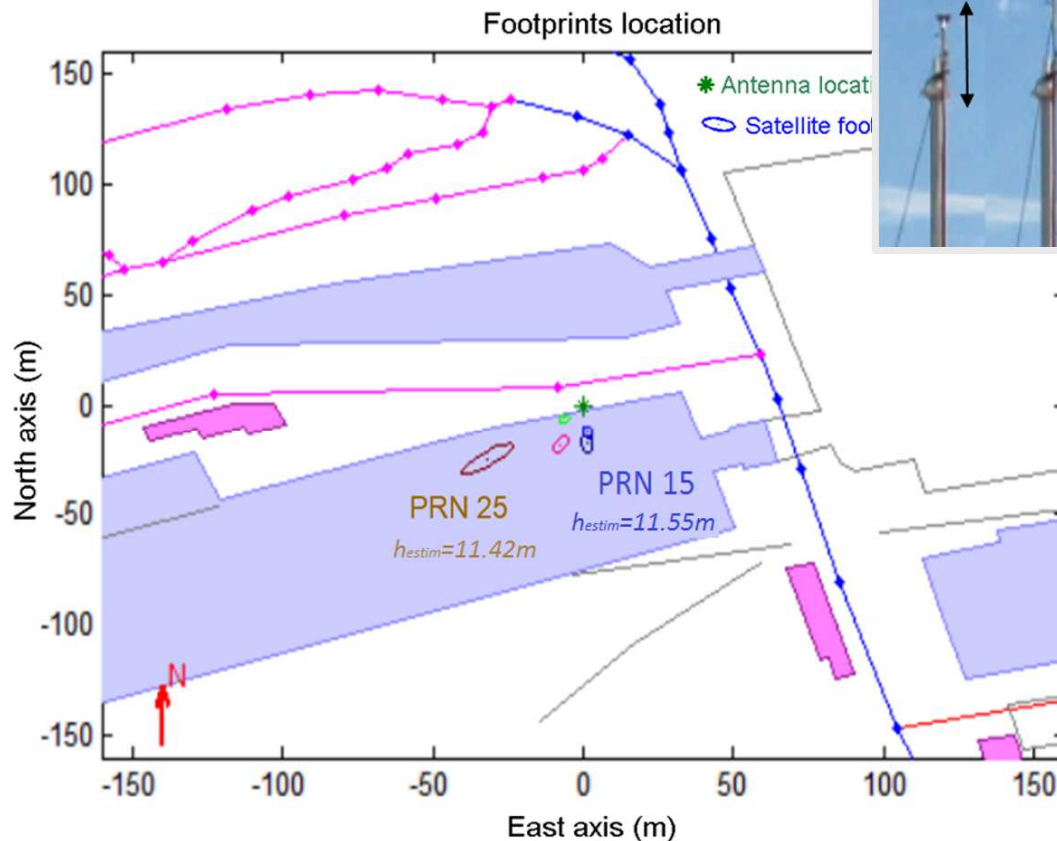 Footprints location
Antenna locati
Satellite foot
North axis (m)
150
100
50
0
-50
-100
-150
PRN 25
hestim=11.42m
PRN 15
hestim=11.55m
N
-150
-100
-50
0
50
100
150
East axis (m)